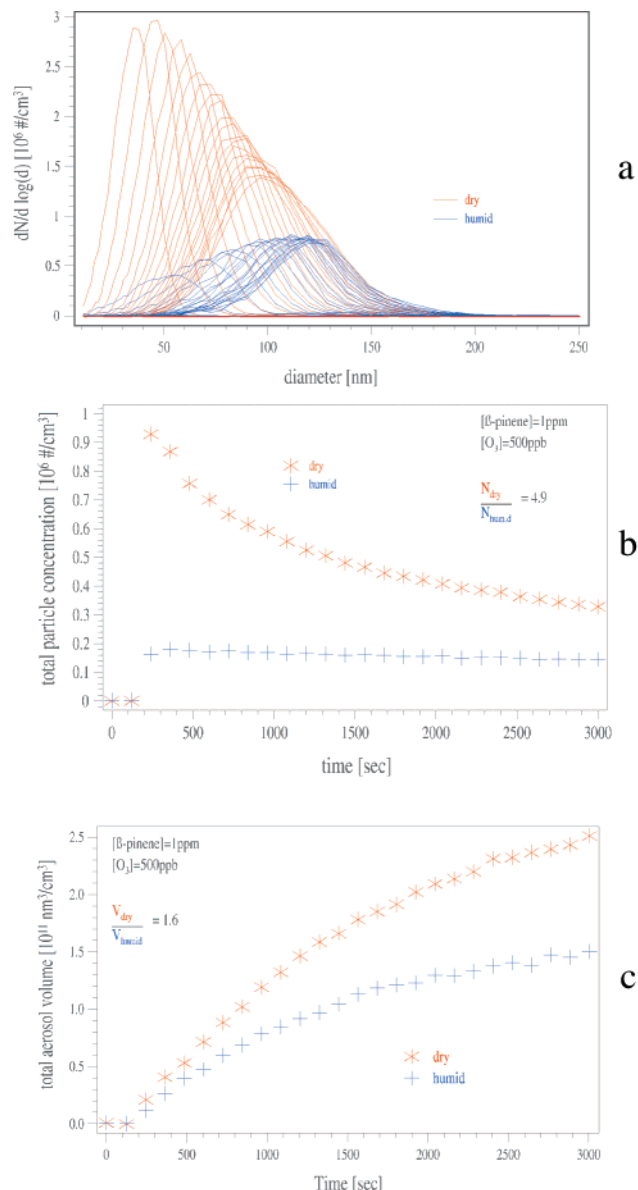 3
2.5
2
1.5
1
0.5
0
dN/d log(d) [10⁶ #/cm³]
dry
humid
a
50
100
150
200
250
diameter [nm]
1
0.9
0.8
0.7
0.6
0.5
0.4
0.3
0.2
0.1
0
total particle concentration [10⁶ #/cm³]
[ß-pinene]=1ppm
[O₃]=500ppb
dry
humid
N_dry
N_humid
= 4.9
b
0
500
1000
1500
2000
2500
3000
time [sec]
2.5
2.0
1.5
1.0
0.5
0.0
total aerosol volume [10¹¹ nm³/cm³]
[ß-pinene]=1ppm
[O₃]=500ppb
V_dry
V_humid
= 1.6
dry
humid
c
0
500
1000
1500
2000
2500
3000
Time [sec]